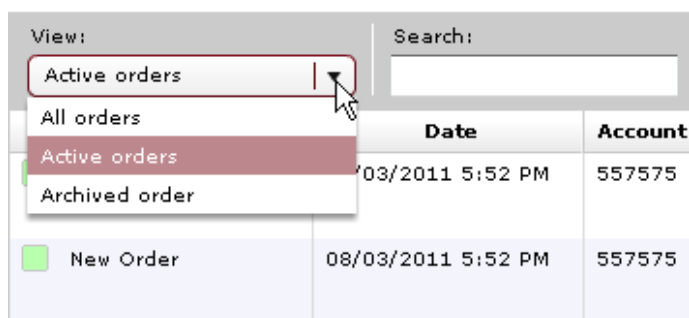 View:
Search:
Active orders
All orders
Date
Account
Active orders
/03/2011 5:52 PM
557575
Archived order
New Order
08/03/2011 5:52 PM
557575